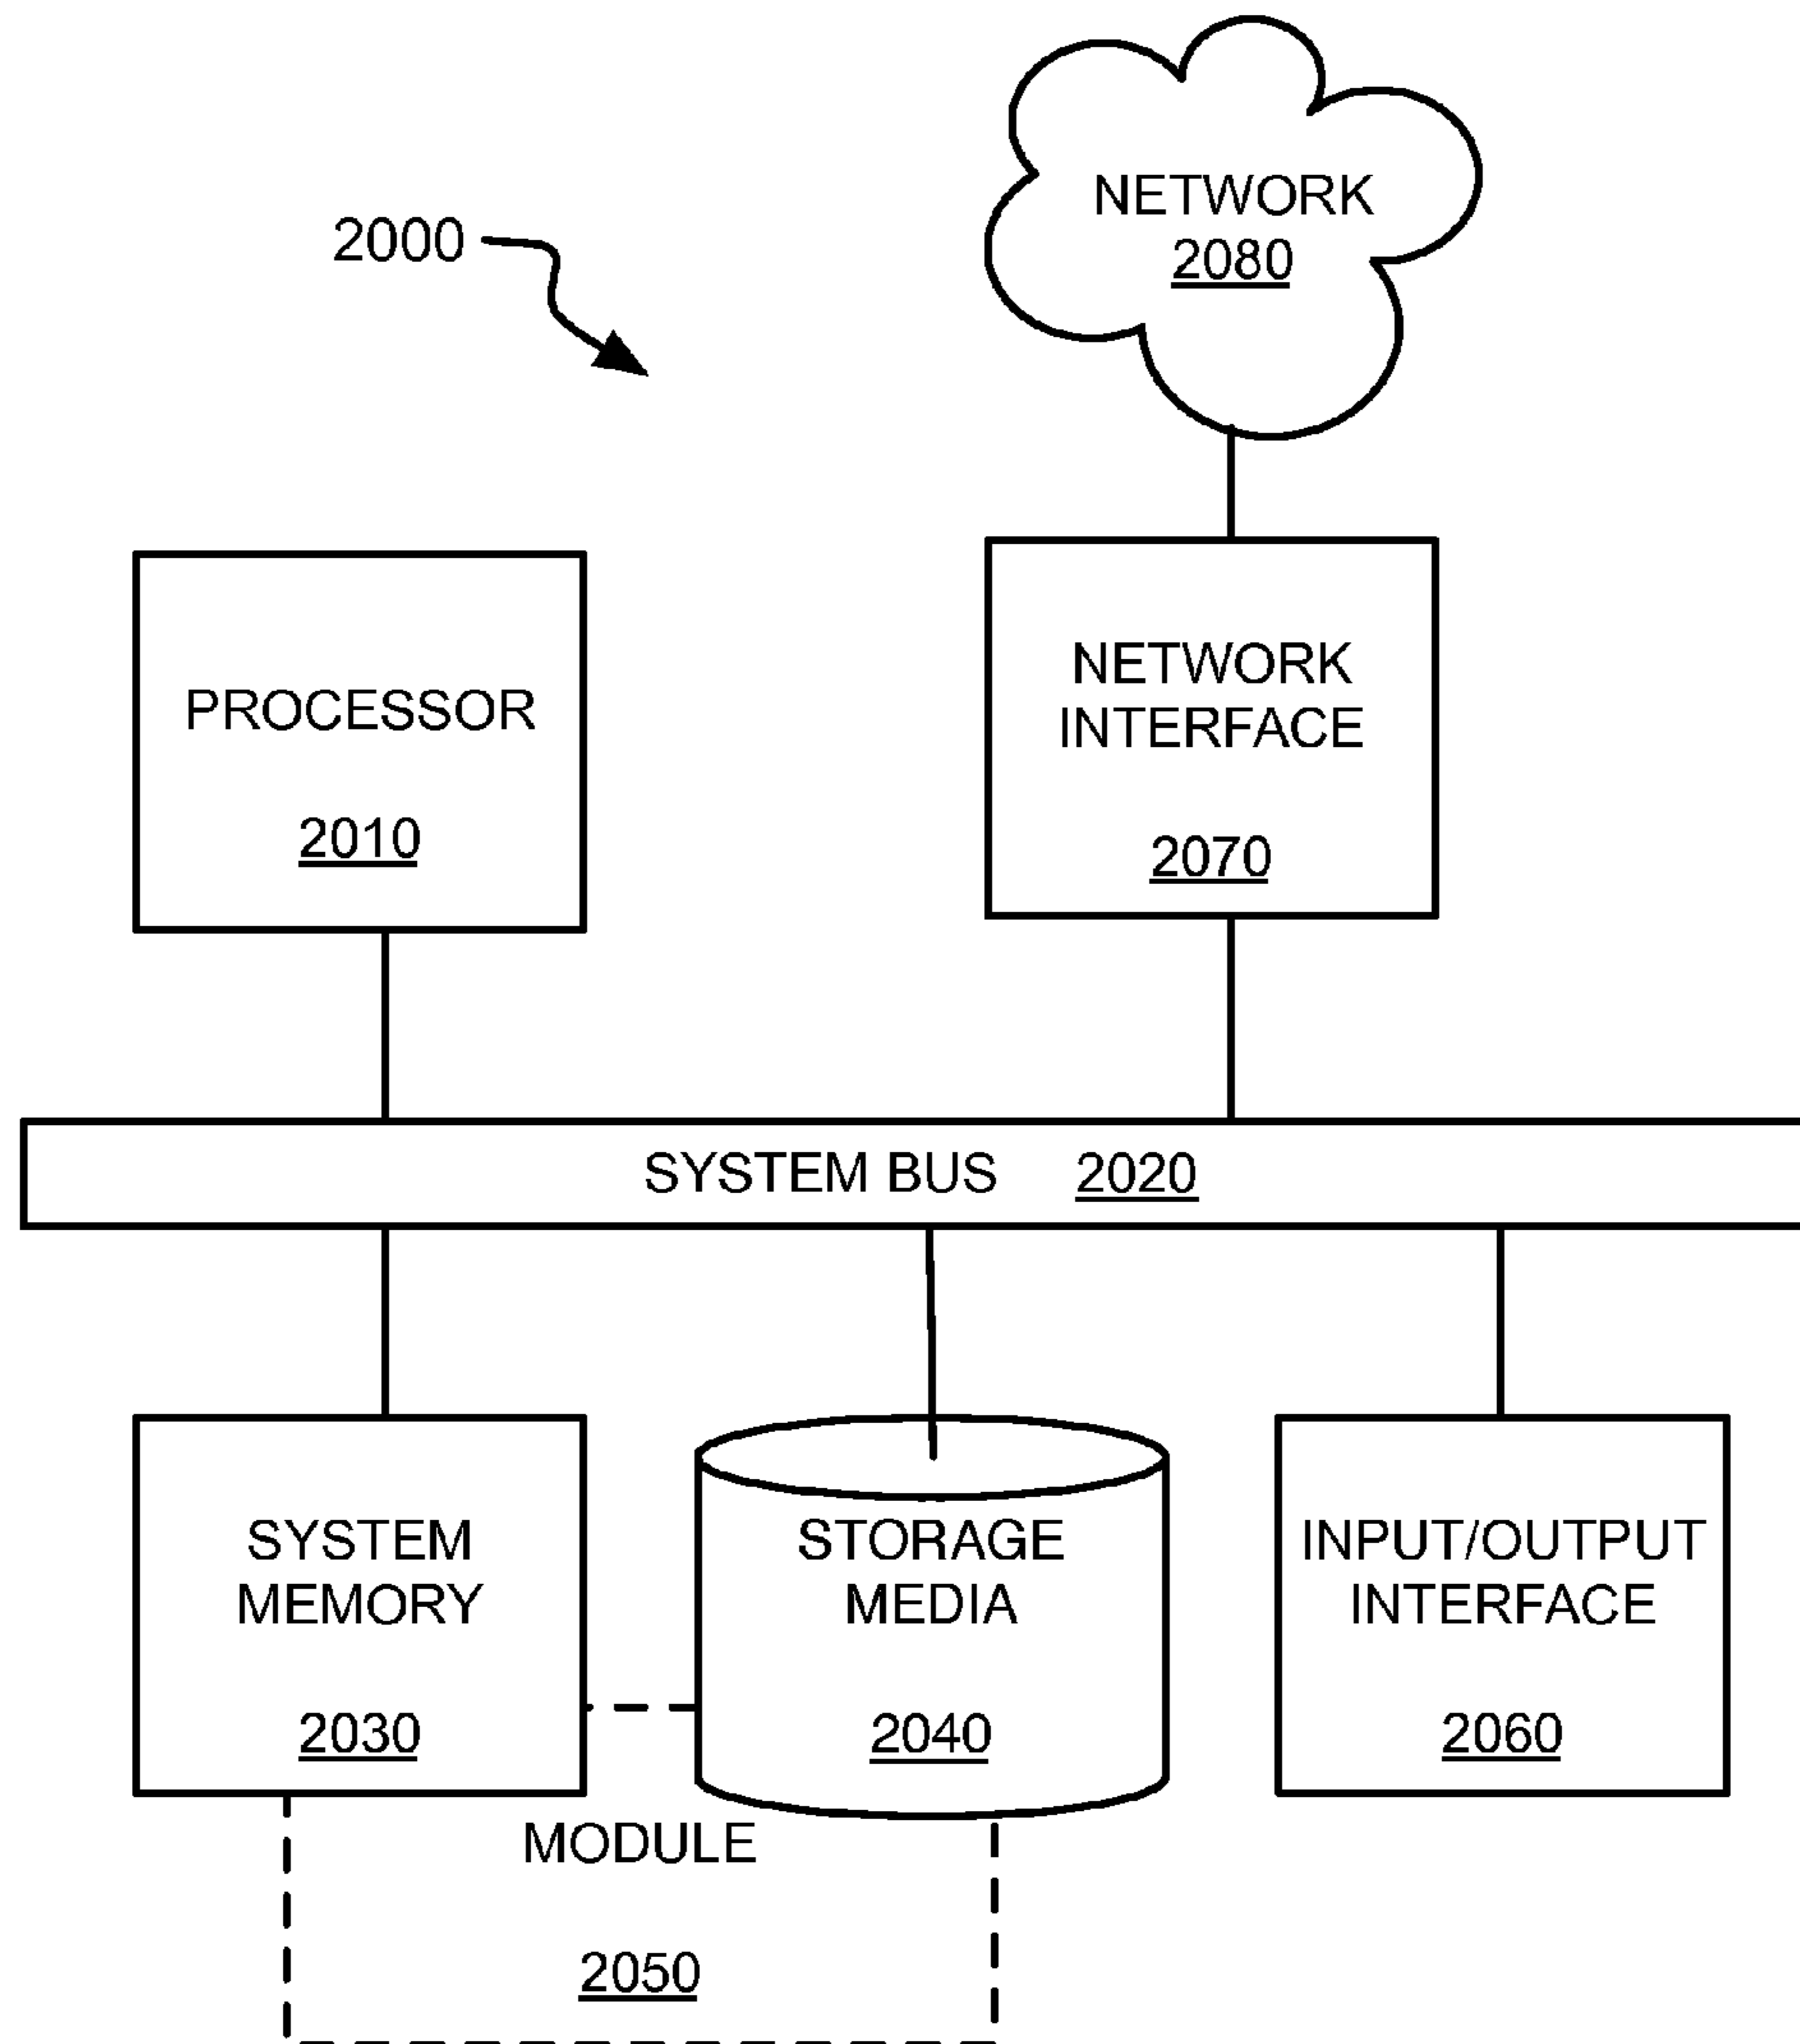 NETWORK
2080
2000
PROCESSOR
2010
NETWORK
INTERFACE
2070
SYSTEM BUS 2020
SYSTEM
MEMORY
2030
STORAGE
MEDIA
2040
INPUT/OUTPUT
INTERFACE
2060
MODULE
2050